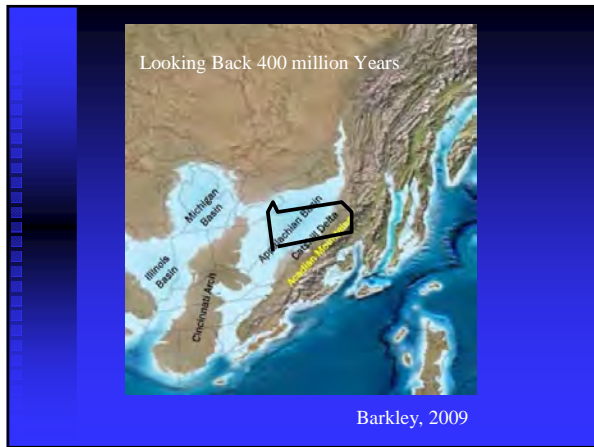 Looking Back 400 million Years
Michigan
Basin
Appalachian Basin
Catskill Delta
Acadian Mountains
Illinois
Basin
Cincinnati Arch
Barkley, 2009